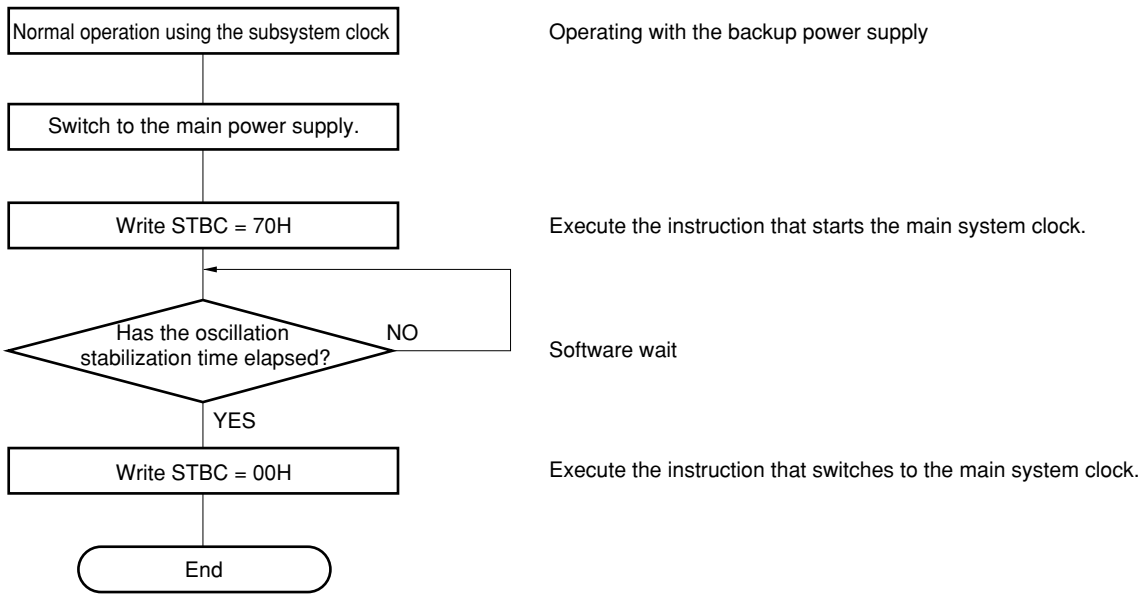 Normal operation using the subsystem clock
Operating with the backup power supply
Switch to the main power supply.
Write STBC = 70H
Execute the instruction that starts the main system clock.
Has the oscillation
stabilization time elapsed?
NO
Software wait
YES
Write STBC = 00H
Execute the instruction that switches to the main system clock.
End